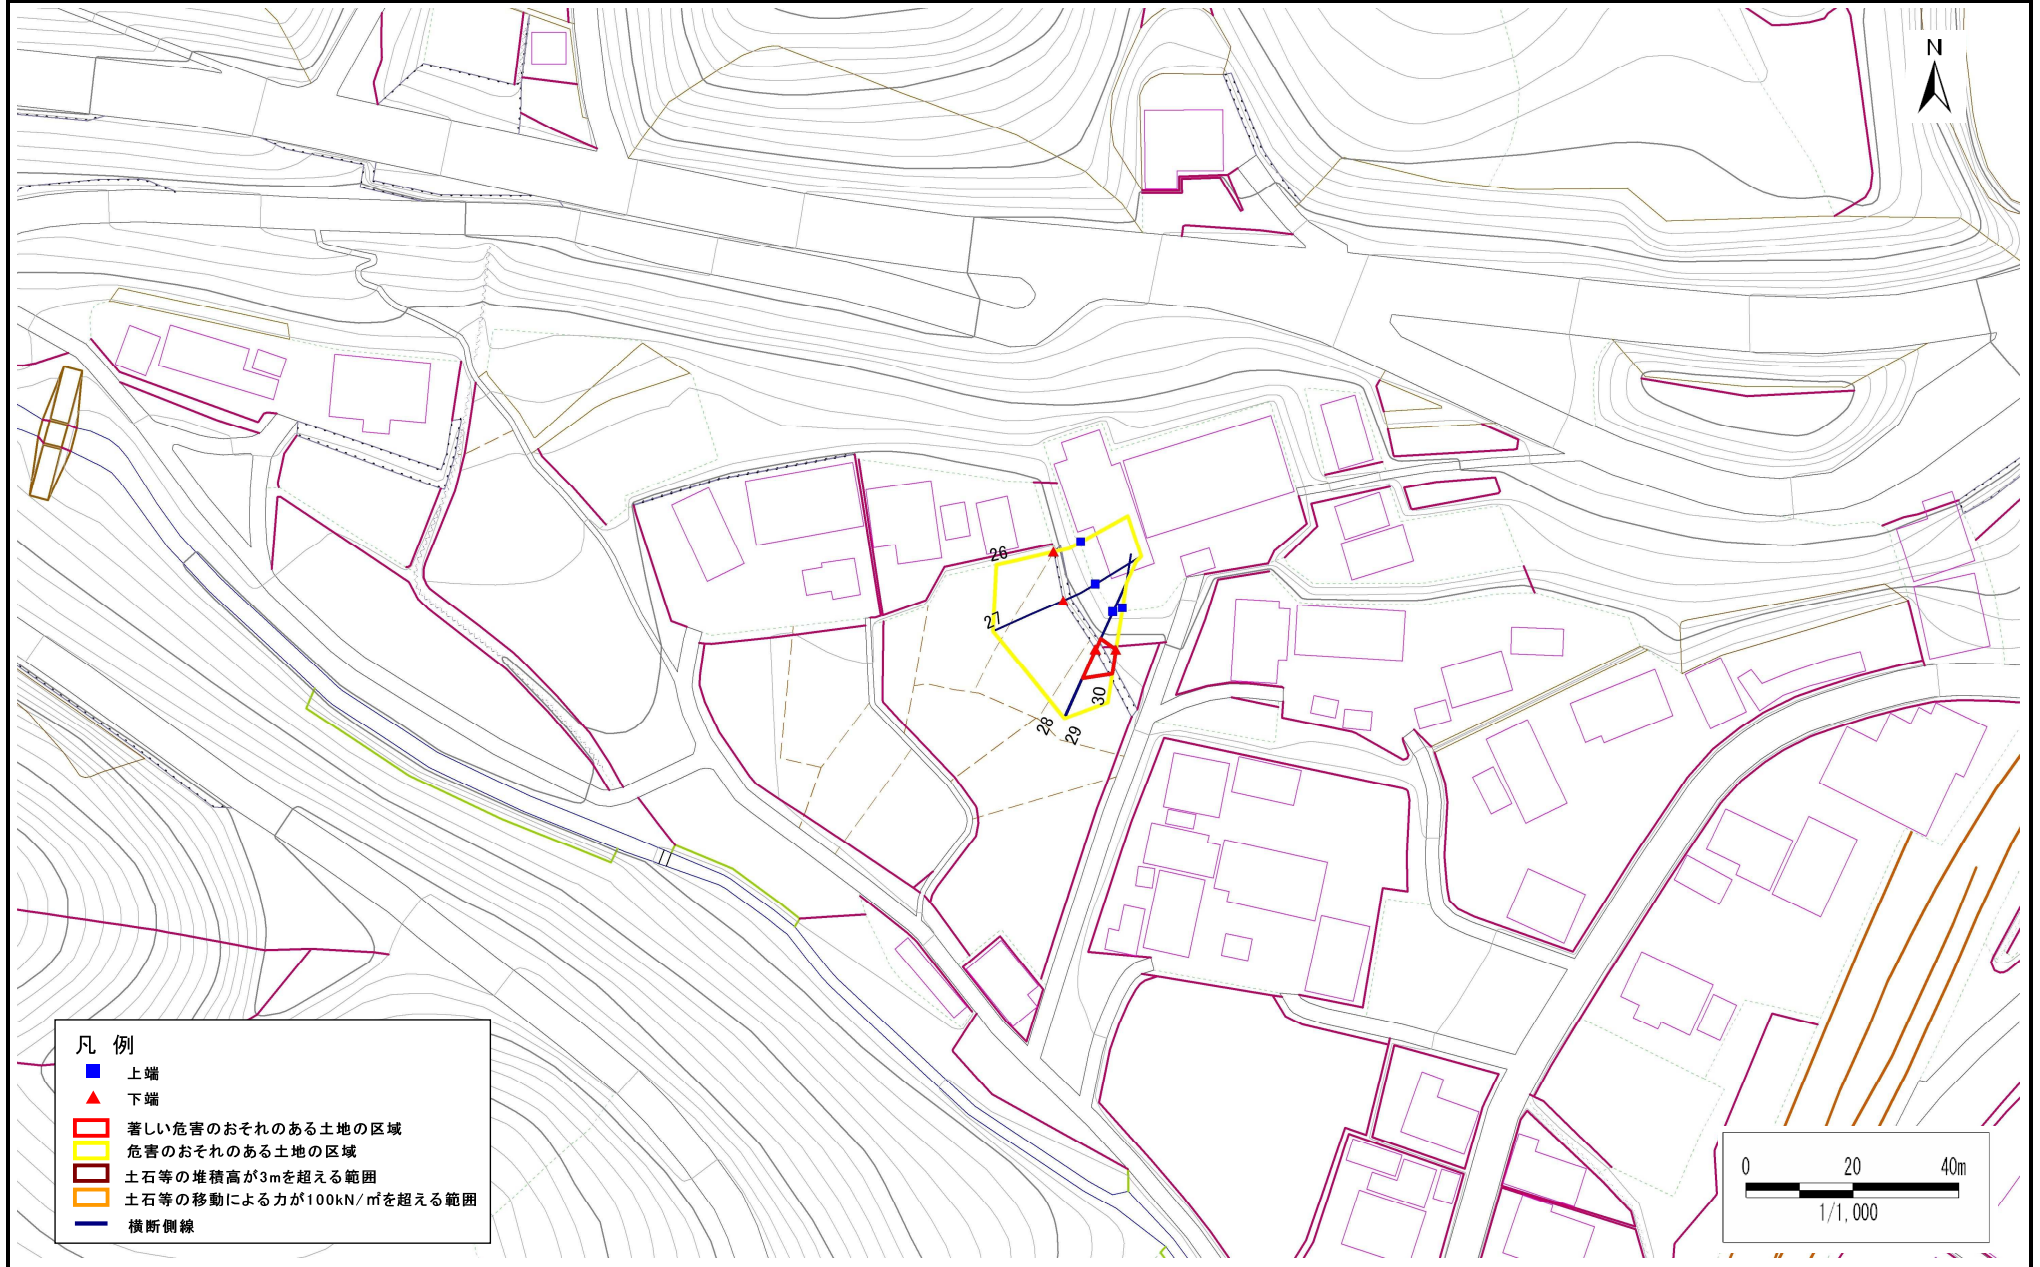 N
26
27
28
29
30
凡 例
上端
下端
著しい危害のおそれのある土地の区域
危害のおそれのある土地の区域
土石等の堆積高が3mを超える範囲
土石等の移動による力が100kN/㎡を超える範囲
横断側線
0 20 40m
1/1,000